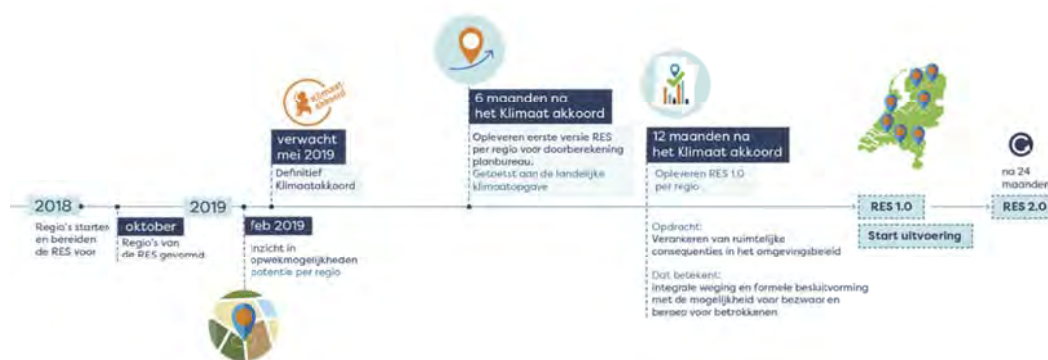 2018
Regio's starten
en bereiden
de RES voor
oktober
Regio's van
de RES gevormd
2019
feb 2019
Inzicht in
opwekmogelijkheden
potentie per regio
Klimaat
akkoord
verwacht
mei 2019
Definitief
Klimaatakkoord
6 maanden na
het Klimaat akkoord
Opleveren eerste versie RES
per regio voor doorberekening
planbureau.
Getoetst aan de landelijke
klimaatopgave
12 maanden na
het Klimaat akkoord
Opleveren RES 1.0
per regio
Opdracht:
Verankeren van ruimtelijke
consequenties in het omgevingsbeleid
Dat betekent:
integrale weging en formele besluitvorming
met de mogelijkheid voor bezwaar en
beroep voor betrokkenen
RES 1.0
Start uitvoering
na 24
maanden
RES 2.0